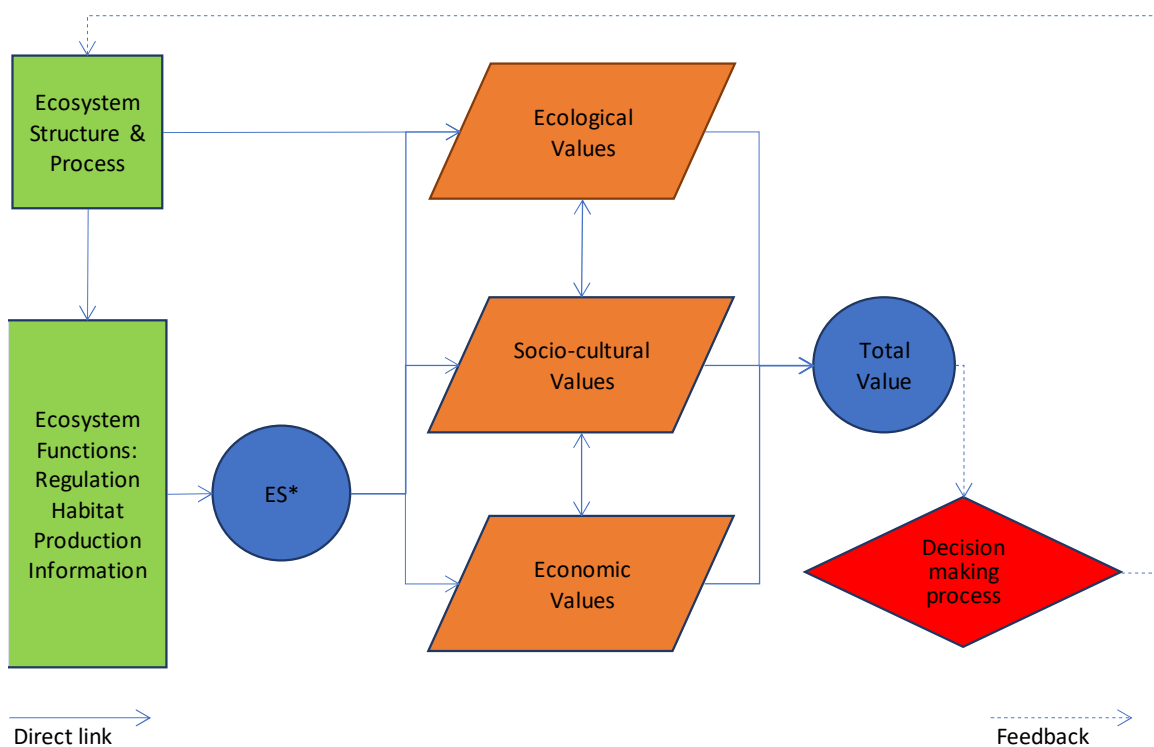 Ecosystem
Structure &
Process
Ecological
Values
Socio-cultural
Values
Total
Value
Ecosystem
Functions:
Regulation
Habitat
Production
Information
ES*
Economic
Values
Decision
making
process
Direct link
Feedback